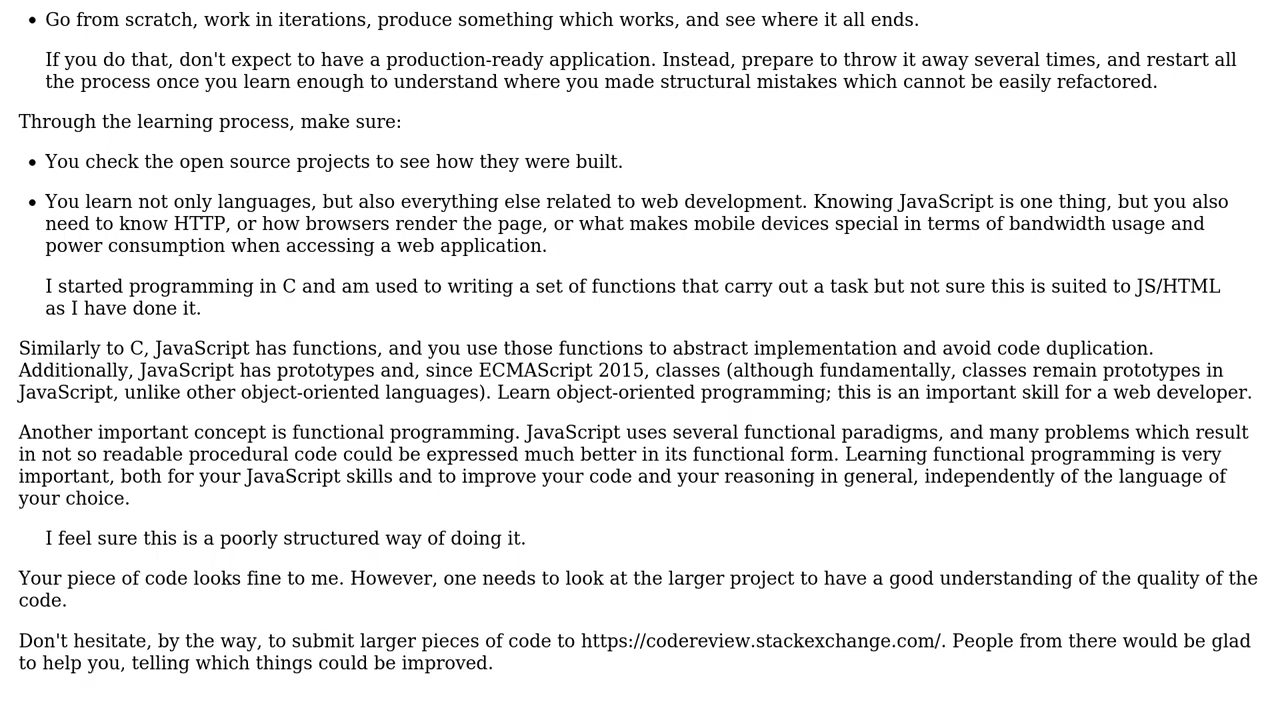 • Go from scratch, work in iterations, produce something which works, and see where it all ends.
If you do that, don't expect to have a production-ready application. Instead, prepare to throw it away several times, and restart all
the process once you learn enough to understand where you made structural mistakes which cannot be easily refactored.
Through the learning process, make sure:
• You check the open source projects to see how they were built.
• You learn not only languages, but also everything else related to web development. Knowing JavaScript is one thing, but you also
need to know HTTP, or how browsers render the page, or what makes mobile devices special in terms of bandwidth usage and
power consumption when accessing a web application.
I started programming in C and am used to writing a set of functions that carry out a task but not sure this is suited to JS/HTML
as I have done it.
Similarly to C, JavaScript has functions, and you use those functions to abstract implementation and avoid code duplication.
Additionally, JavaScript has prototypes and, since ECMAScript 2015, classes (although fundamentally, classes remain prototypes in
JavaScript, unlike other object-oriented languages). Learn object-oriented programming; this is an important skill for a web developer.
Another important concept is functional programming. JavaScript uses several functional paradigms, and many problems which result
in not so readable procedural code could be expressed much better in its functional form. Learning functional programming is very
important, both for your JavaScript skills and to improve your code and your reasoning in general, independently of the language of
your choice.
I feel sure this is a poorly structured way of doing it.
Your piece of code looks fine to me. However, one needs to look at the larger project to have a good understanding of the quality of the
code.
Don't hesitate, by the way, to submit larger pieces of code to https://codereview.stackexchange.com/. People from there would be glad
to help you, telling which things could be improved.